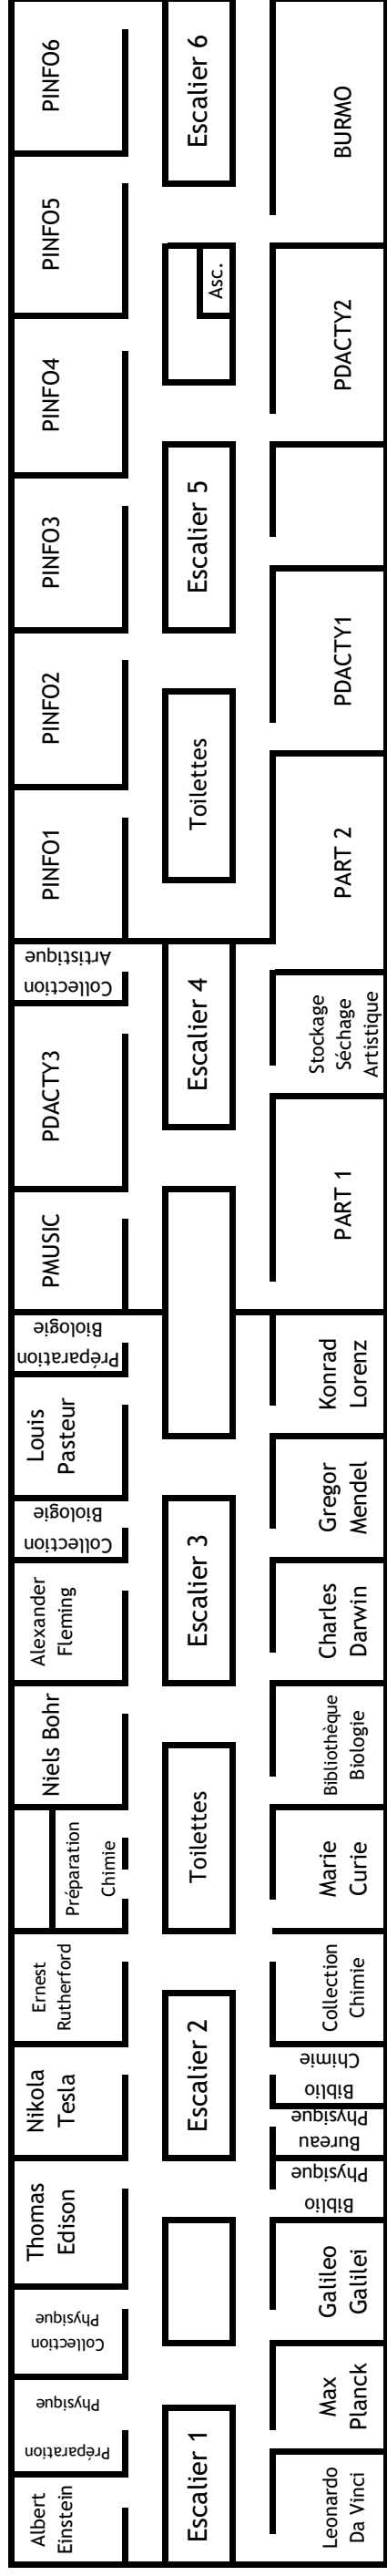 PINFO6
PINFO5
PINFO4
PINFO3
PINFO2
PINFO1
Collection
Artistique
PDACTY3
PMUSIC
Préparation
Biologie
Louis
Pasteur
Collection
Biologie
Alexander
Fleming
Niels Bohr
Préparation
Chimie
Ernest
Rutherford
Nikola
Tesla
Thomas
Edison
Collection
Physique
Préparation
Physique
Albert
Einstein
Escalier 6
Asc.
Escalier 5
Toilettes
Escalier 4
Escalier 3
Toilettes
Escalier 2
Escalier 1
BURMO
PDACTY2
PDACTY1
PART 2
Stockage
Séchage
Artistique
PART 1
Konrad
Lorenz
Gregor
Mendel
Charles
Darwin
Bibliothèque
Biologie
Marie
Curie
Collection
Chimie
Biblio
Chimie
Bureau
Physique
Biblio
Physique
Galileo
Galilei
Max
Planck
Leonardo
Da Vinci